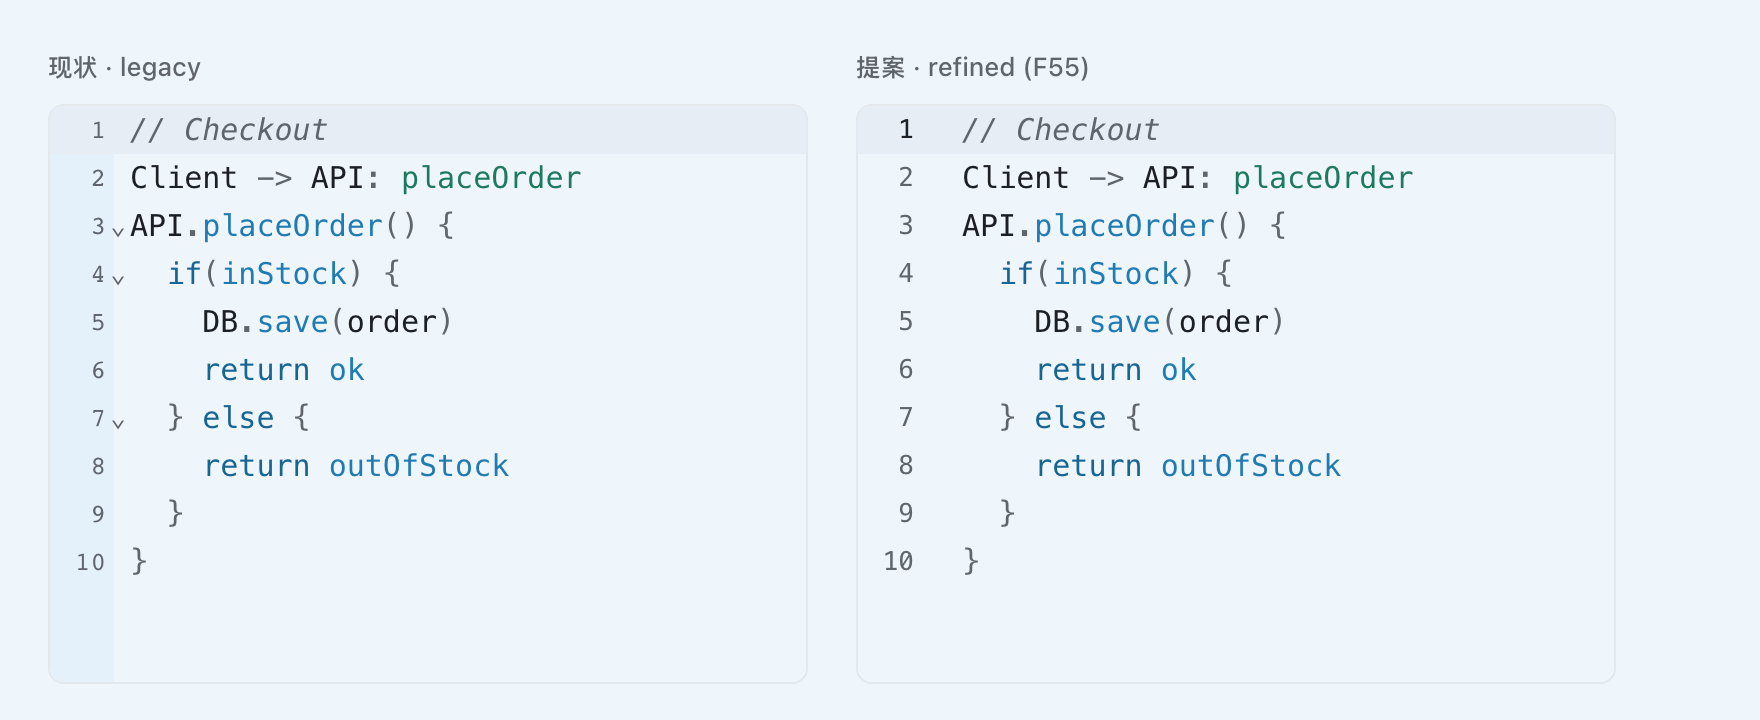 现状 · legacy
1 // Checkout
2 Client -> API: placeOrder
3 API.placeOrder() {
4   if(inStock) {
5     DB.save(order)
6     return ok
7   } else {
8     return outOfStock
9   }
10 }
提案 · refined (F55)
1 // Checkout
2 Client -> API: placeOrder
3 API.placeOrder() {
4   if(inStock) {
5     DB.save(order)
6     return ok
7   } else {
8     return outOfStock
9   }
10 }